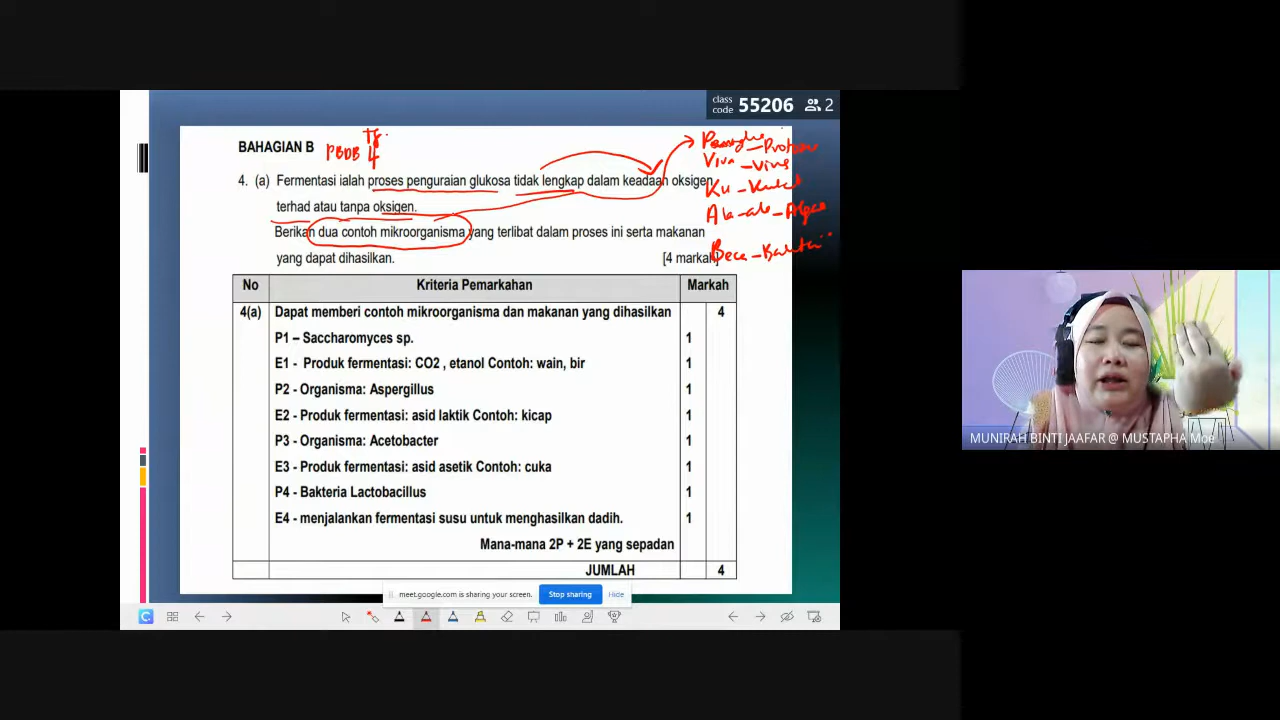 class code 55206 2
BAHAGIAN B
Tg
PBDB 4
4. (a) Fermentasi ialah proses penguraian glukosa tidak lengkap dalam keadaan oksigen
terhad atau tanpa oksigen.
Berikan dua contoh mikroorganisma yang terlibat dalam proses ini serta makanan
yang dapat dihasilkan. [4 markah]
Viva – Virus
Ku – Kulat
Ala-ala – Algae
Beca – Bakteria
No Kriteria Pemarkahan Markah
4(a) Dapat memberi contoh mikroorganisma dan makanan yang dihasilkan 4
P1 – Saccharomyces sp. 1
E1 - Produk fermentasi: CO2 , etanol Contoh: wain, bir 1
P2 - Organisma: Aspergillus 1
E2 - Produk fermentasi: asid laktik Contoh: kicap 1
P3 - Organisma: Acetobacter 1
E3 - Produk fermentasi: asid asetik Contoh: cuka 1
P4 - Bakteria Lactobacillus 1
E4 - menjalankan fermentasi susu untuk menghasilkan dadih. 1
Mana-mana 2P + 2E yang sepadan
JUMLAH 4
meet.google.com is sharing your screen. Stop sharing Hide
MUNIRAH BINTI JAAFAR @ MUSTAPHA Moe